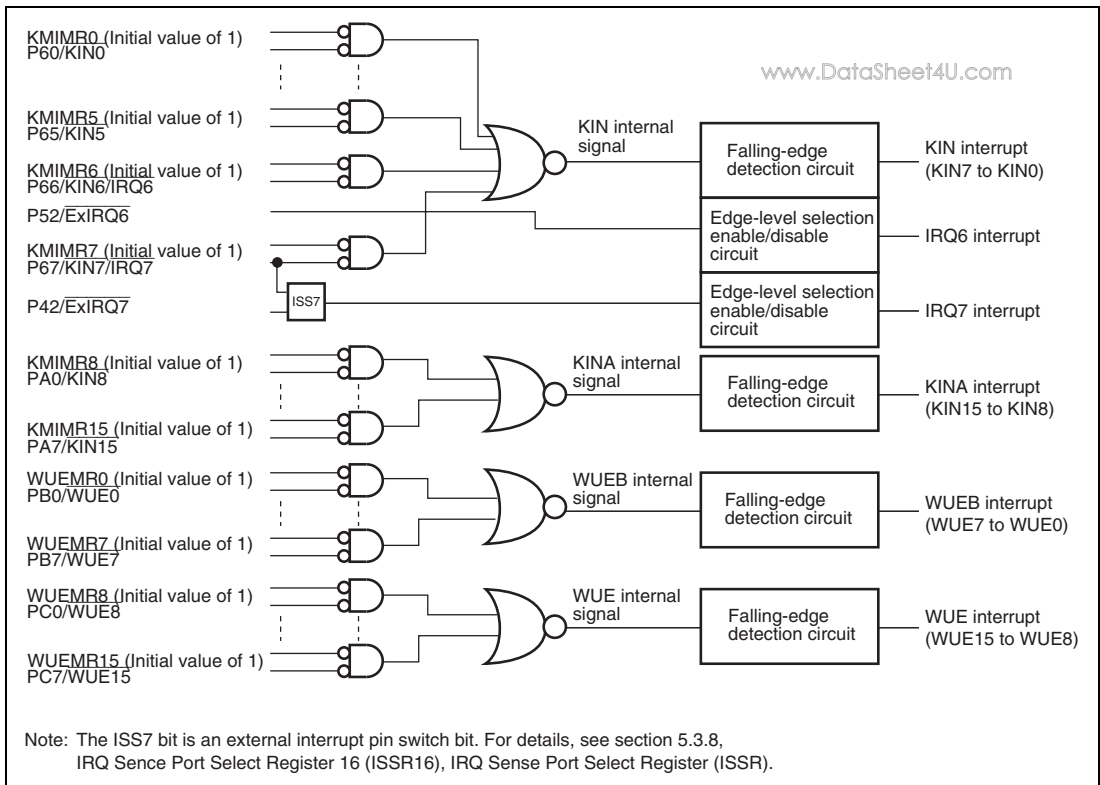 KMIMR0 (Initial value of 1)
P60/KIN0
www.DataSheet4U.com
KMIMR5 (Initial value of 1)
P65/KIN5
KMIMR6 (Initial value of 1)
P66/KIN6/IRQ6
P52/ExIRQ6
KMIMR7 (Initial value of 1)
P67/KIN7/IRQ7
P42/ExIRQ7
ISS7
KIN internal
signal
Falling-edge
detection circuit
KIN interrupt
(KIN7 to KIN0)
Edge-level selection
enable/disable
circuit
IRQ6 interrupt
Edge-level selection
enable/disable
circuit
IRQ7 interrupt
KMIMR8 (Initial value of 1)
PA0/KIN8
KMIMR15 (Initial value of 1)
PA7/KIN15
KINA internal
signal
Falling-edge
detection circuit
KINA interrupt
(KIN15 to KIN8)
WUEMR0 (Initial value of 1)
PB0/WUE0
WUEMR7 (Initial value of 1)
PB7/WUE7
WUEB internal
signal
Falling-edge
detection circuit
WUEB interrupt
(WUE7 to WUE0)
WUEMR8 (Initial value of 1)
PC0/WUE8
WUEMR15 (Initial value of 1)
PC7/WUE15
WUE internal
signal
Falling-edge
detection circuit
WUE interrupt
(WUE15 to WUE8)
Note: The ISS7 bit is an external interrupt pin switch bit. For details, see section 5.3.8,
IRQ Sence Port Select Register 16 (ISSR16), IRQ Sense Port Select Register (ISSR).